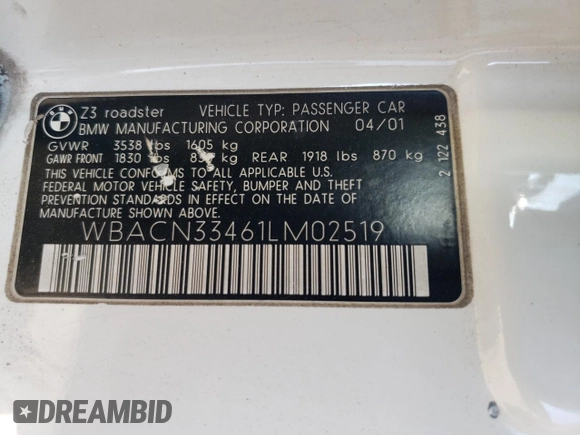 BMW
Z3 roadster VEHICLE TYP: PASSENGER CAR
BMW MANUFACTURING CORPORATION 04/01
GVWR 3538 lbs 1605 kg
GAWR FRONT 1830 lbs kg REAR 1918 lbs 870 kg
THIS VEHICLE CONFORMS TO ALL APPLICABLE U.S.
FEDERAL MOTOR VEHICLE SAFETY, BUMPER AND THEFT
PREVENTION STANDARDS IN EFFECT ON THE DATE OF
MANUFACTURE SHOWN ABOVE.
WBACN33461LM02519
2 122 438
DREAMBID